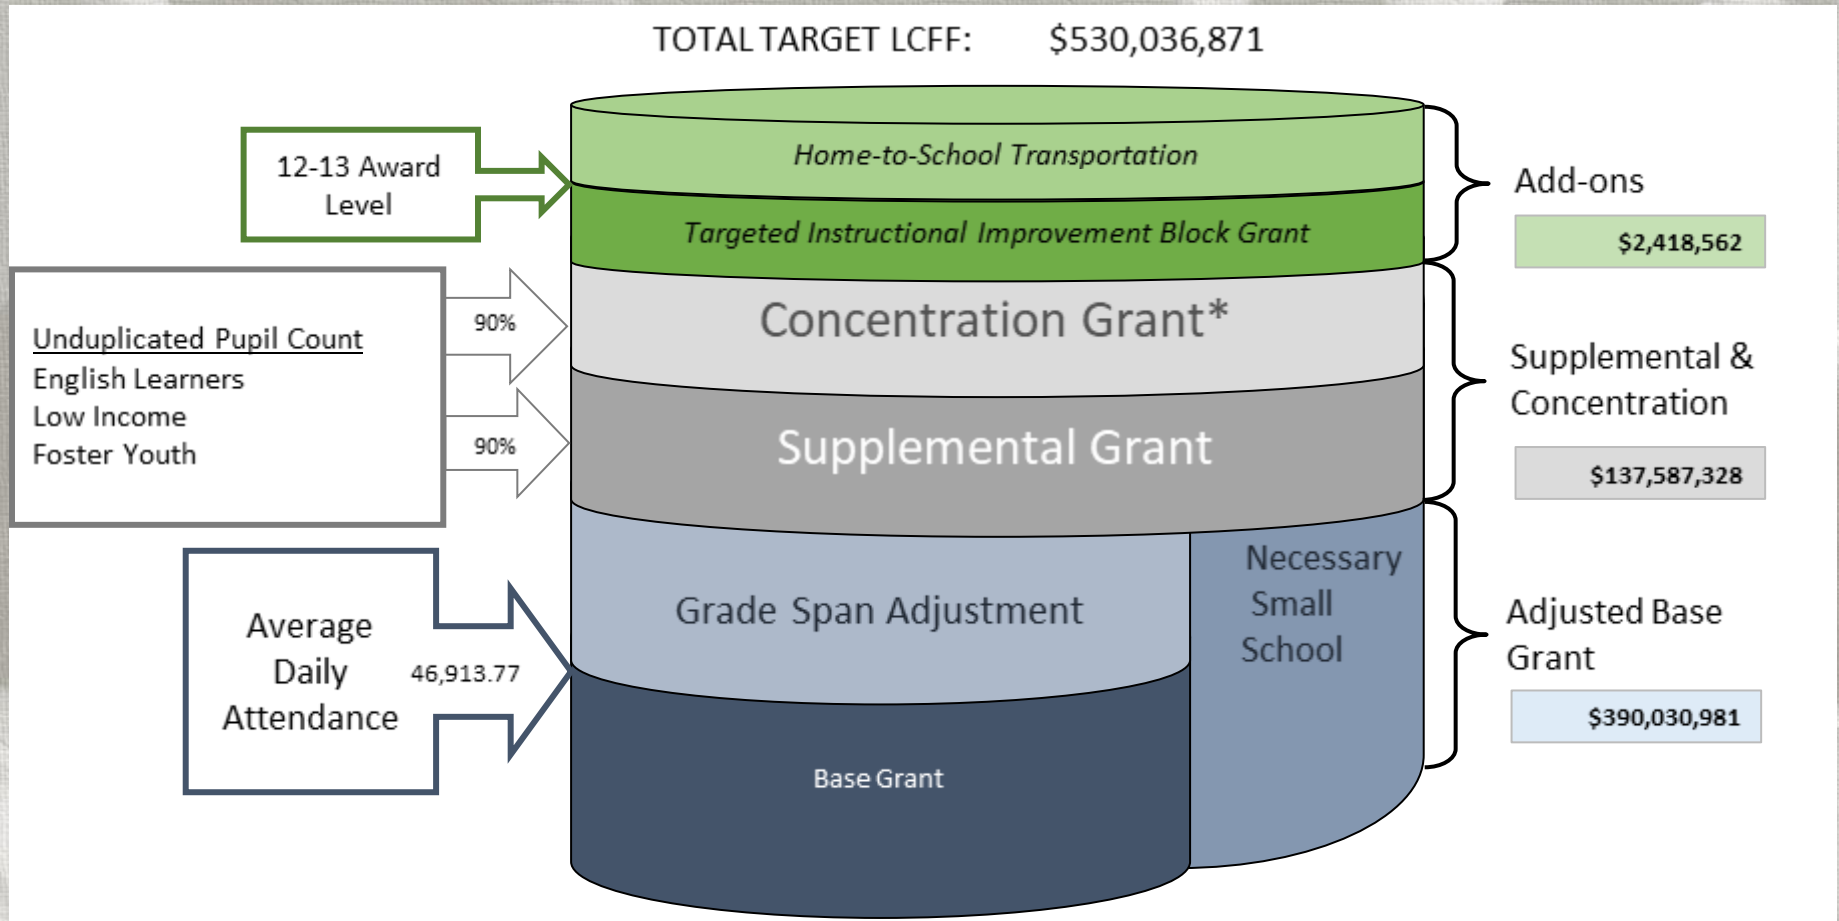 TOTAL TARGET LCFF: $530,036,871
Home-to-School Transportation
Targeted Instructional Improvement Block Grant
12-13 Award
Level
Add-ons
$2,418,562
Unduplicated Pupil Count
English Learners
Low Income
Foster Youth
90%
90%
Concentration Grant*
Supplemental Grant
Supplemental &
Concentration
$137,587,328
Average
Daily
Attendance
46,913.77
Grade Span Adjustment
Base Grant
Necessary
Small
School
Adjusted Base
Grant
$390,030,981